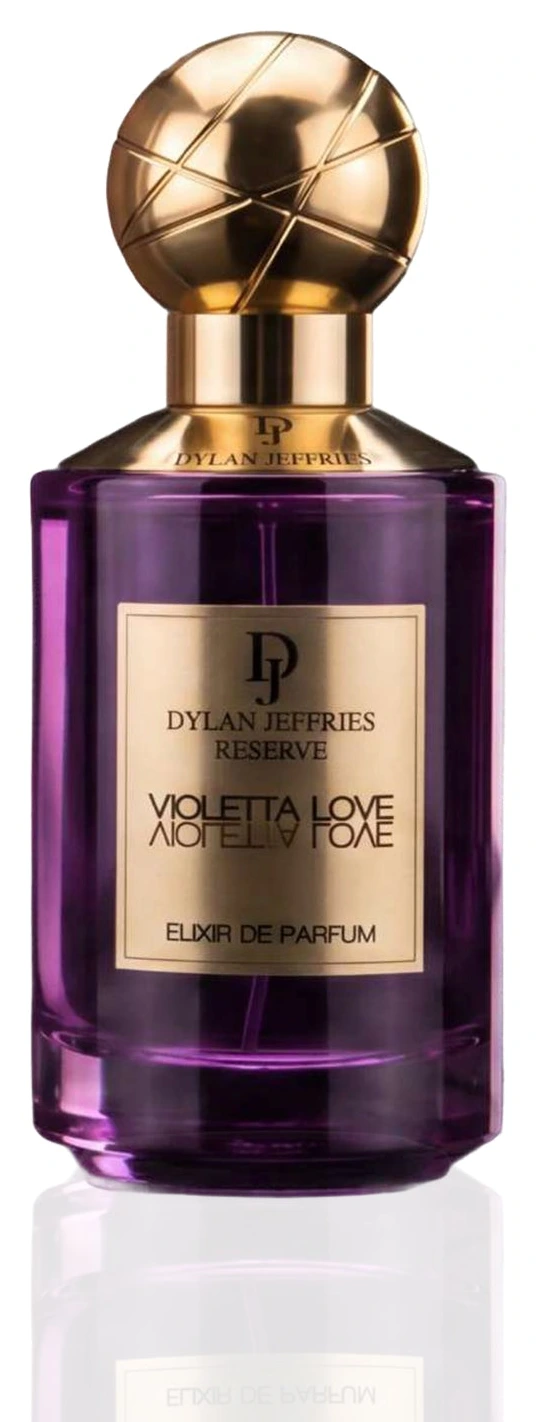 DJ
DYLAN JEFFRIES
DJ
DYLAN JEFFRIES
RESERVE
VIOLETTA LOVE
VIOLETTA LOVE
ELIXIR DE PARFUM
ELIXIR DE PARFUM